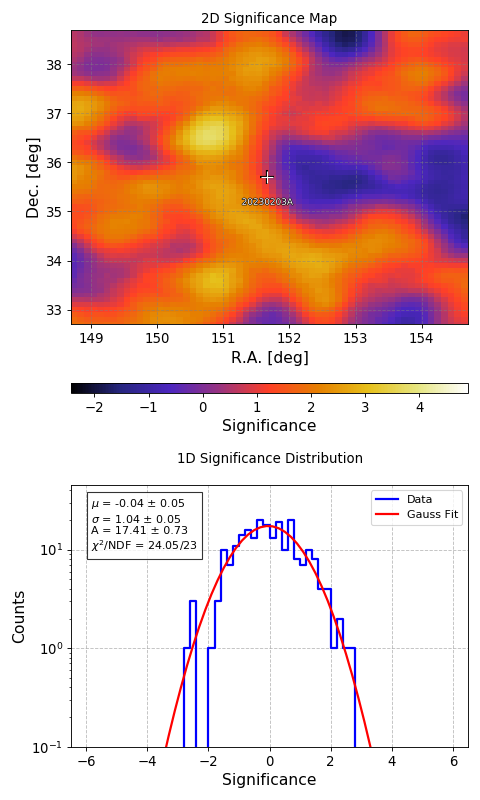 2D Significance Map
38
37
36
35
34
33
Dec. [deg]
20230203A
149 150 151 152 153 154
R.A. [deg]
−2 −1 0 1 2 3 4
Significance
1D Significance Distribution
μ = -0.04 ± 0.05
σ = 1.04 ± 0.05
A = 17.41 ± 0.73
χ²/NDF = 24.05/23
Data
Gauss Fit
10¹
10⁰
10⁻¹
Counts
−6 −4 −2 0 2 4 6
Significance